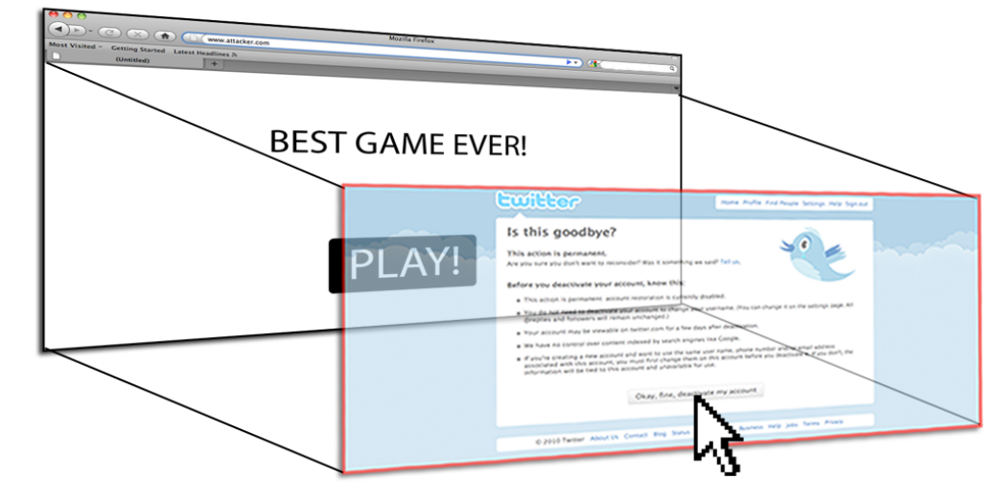 Mozilla Firefox
www.attacker.com
Most Visited Getting Started Latest Headlines
(Untitled) +
BEST GAME EVER!
PLAY!
twitter
Home Profile Find People Settings Help Sign out
Is this goodbye?
This action is permanent.
Are you sure you don't want to reconsider? Was it something we said? Tell us.
Before you deactivate your account, know this:
This action is permanent: account restoration is currently disabled.
You do not need to deactivate your account to change your username. (You can change it on the settings page. All
@replies and followers will remain unchanged.)
Your account may be viewable on twitter.com for a few days after deactivation.
We have no control over content indexed by search engines like Google.
If you're creating a new account and want to use the same user name, phone number and/or email address
associated with this account, you must first change them on this account before you deactivate it. If you don't, the
information will be tied to this account and unavailable for use.
Okay, fine, deactivate my account
© 2010 Twitter About Us Contact Blog Status Business Help Jobs Terms Privacy